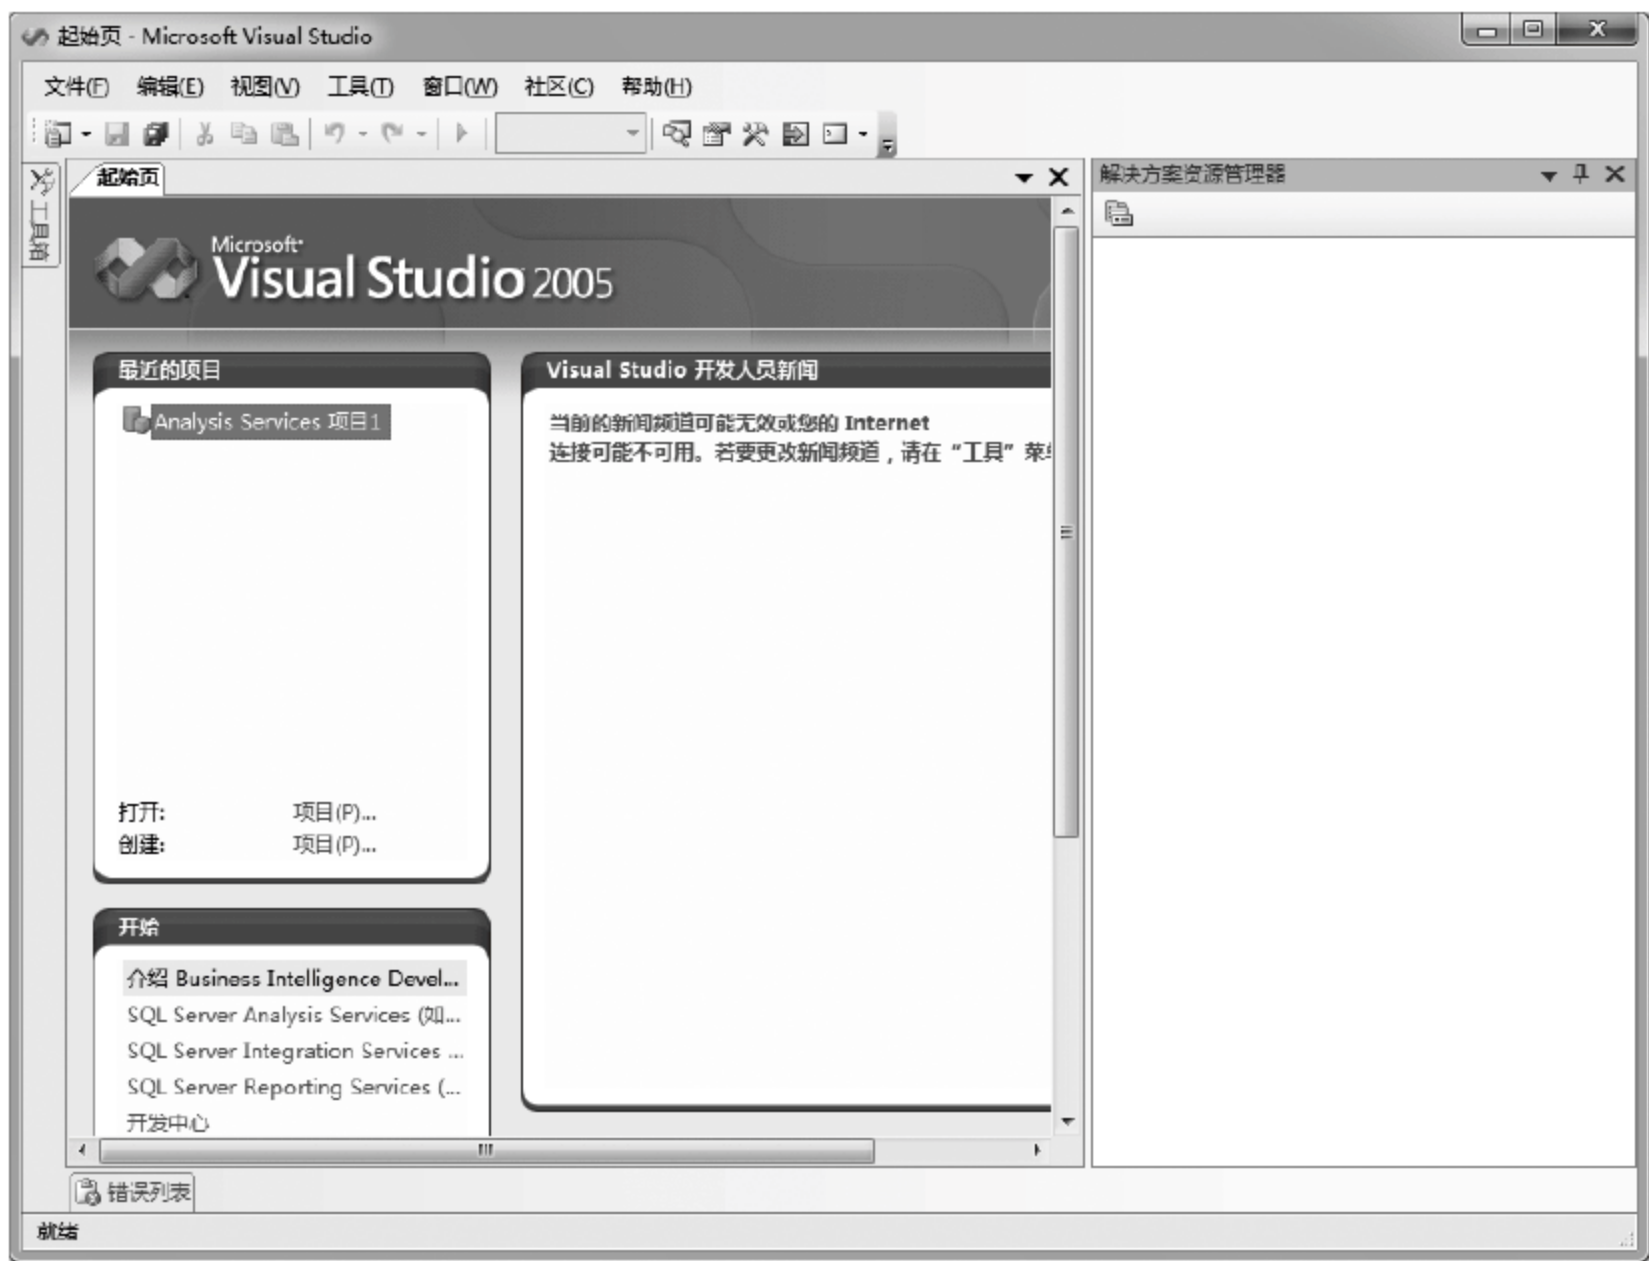 起始页 - Microsoft Visual Studio
文件(F) 编辑(E) 视图(V) 工具(T) 窗口(W) 社区(C) 帮助(H)
工具箱
起始页
解决方案资源管理器
Microsoft
Visual Studio 2005
最近的项目
Analysis Services 项目1
打开: 项目(P)...
创建: 项目(P)...
Visual Studio 开发人员新闻
当前的新闻频道可能无效或您的 Internet
连接可能不可用。若要更改新闻频道，请在“工具”菜
开始
介绍 Business Intelligence Devel...
SQL Server Analysis Services (如...
SQL Server Integration Services ...
SQL Server Reporting Services (...
开发中心
错误列表
就绪